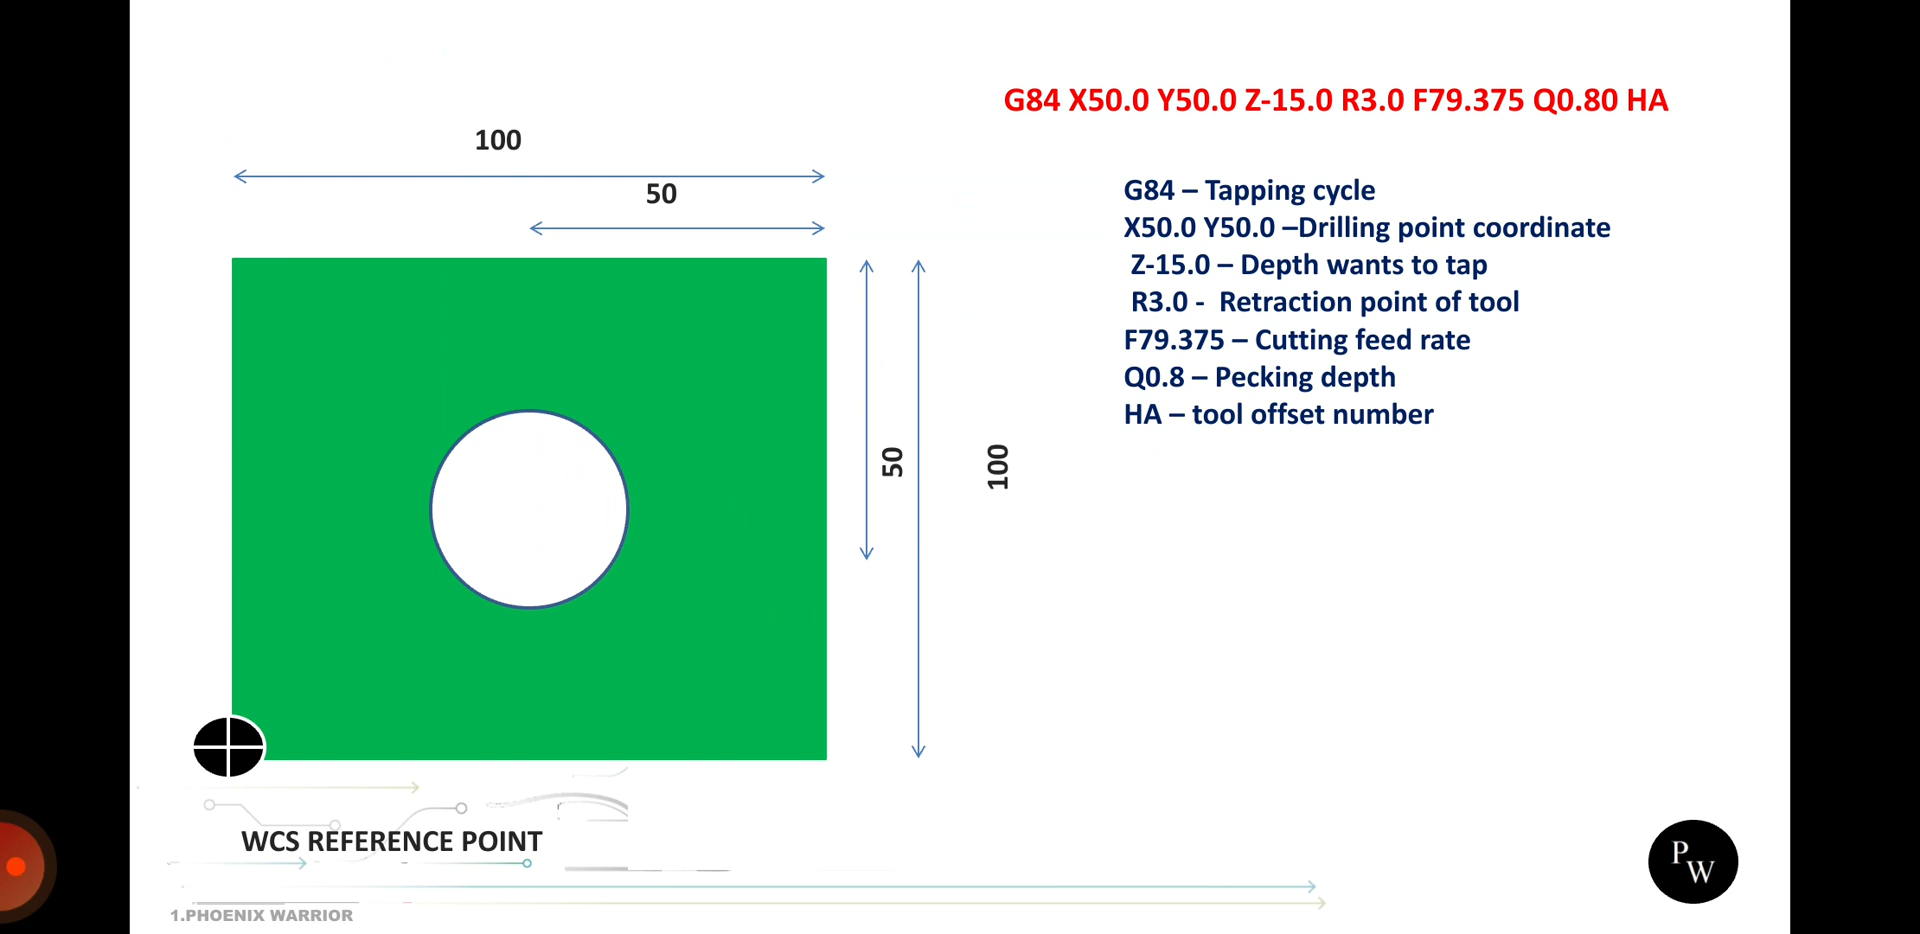 G84 X50.0 Y50.0 Z-15.0 R3.0 F79.375 Q0.80 HA
100
50
G84 – Tapping cycle
X50.0 Y50.0 –Drilling point coordinate
Z-15.0 – Depth wants to tap
R3.0 - Retraction point of tool
F79.375 – Cutting feed rate
Q0.8 – Pecking depth
HA – tool offset number
50
100
WCS REFERENCE POINT
P
W
1.PHOENIX WARRIOR